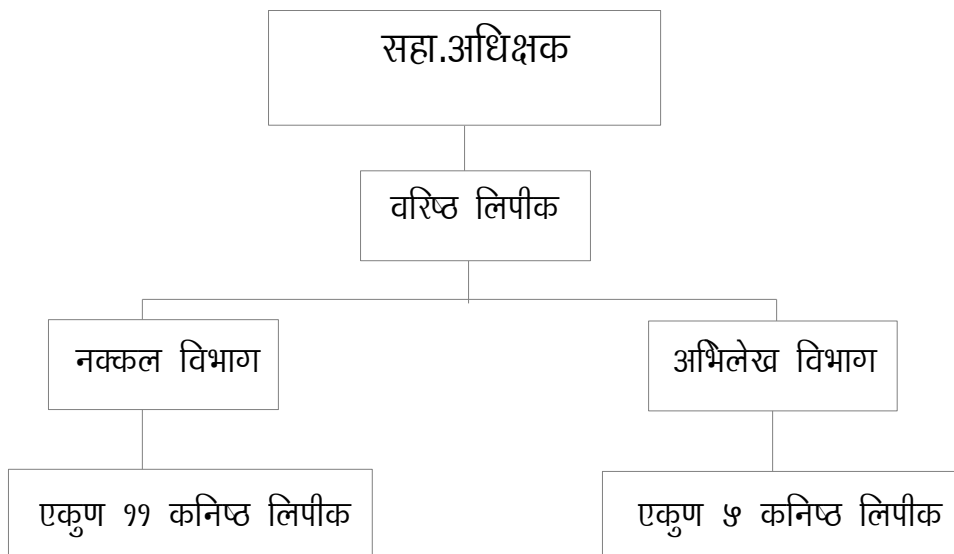 सहा.अधिक्षक
वरिष्ठ लिपीक
नक्कल विभाग
अभिलेख विभाग
एकुण ११ कनिष्ठ लिपीक
एकुण ५ कनिष्ठ लिपीक